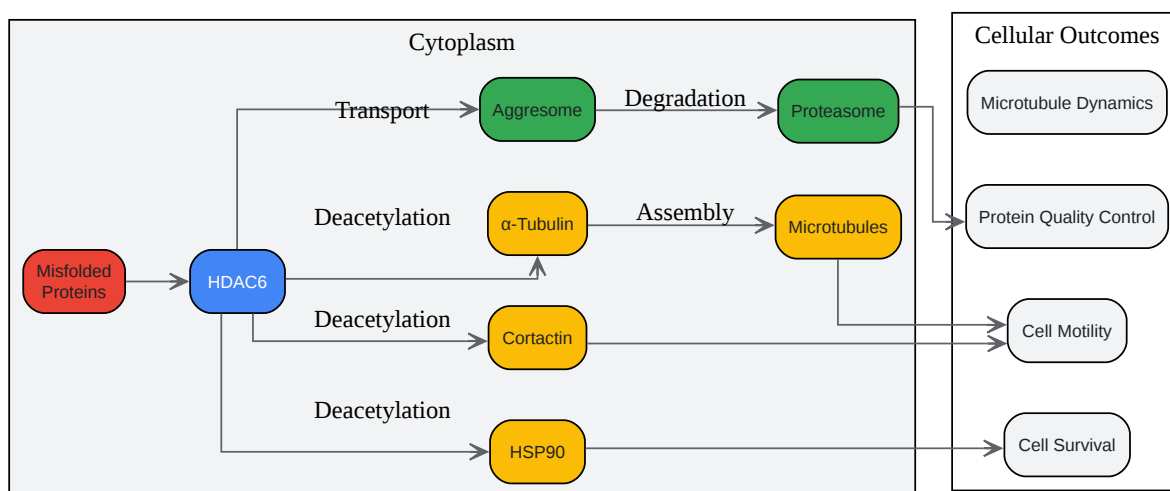 Cytoplasm
Cellular Outcomes
Transport
Aggresome
Degradation
Proteasome
Microtubule Dynamics
Deacetylation
α-Tubulin
Assembly
Microtubules
Protein Quality Control
Misfolded
Proteins
HDAC6
Deacetylation
Cortactin
Cell Motility
Deacetylation
HSP90
Cell Survival